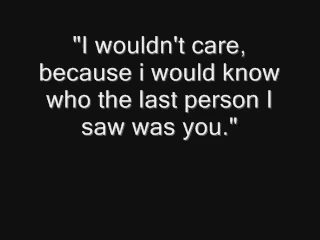 "I wouldn't care,
because i would know
who the last person I
saw was you."